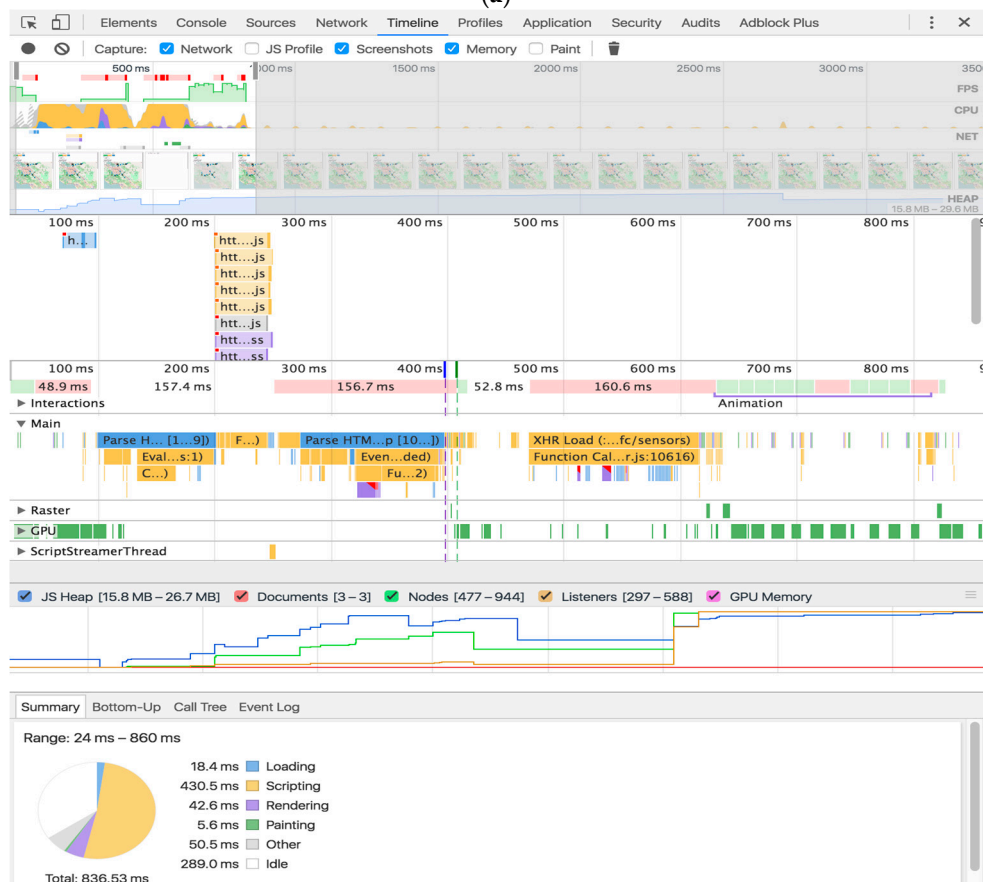 (a)
Elements Console Sources Network Timeline Profiles Application Security Audits Adblock Plus
Capture: Network JS Profile Screenshots Memory Paint
500 ms 000 ms 1500 ms 2000 ms 2500 ms 3000 ms 350
FPS
CPU
NET
HEAP
15.8 MB – 29.6 MB
100 ms 200 ms 300 ms 400 ms 500 ms 600 ms 700 ms 800 ms 9
h... htt....js
htt....js
htt....js
htt....js
htt....js
htt...js
htt...ss
htt...ss
100 ms 200 ms 300 ms 400 ms 500 ms 600 ms 700 ms 800 ms 9
48.9 ms 157.4 ms 156.7 ms 52.8 ms 160.6 ms
Interactions Animation
Main
Parse H... [1...9]) F...) Parse HTM...p [10...]) XHR Load (:...fc/sensors)
Eval...s:1) Even...ded) Function Cal...r.js:10616)
C...) Fu...2)
Raster
GPU
ScriptStreamerThread
JS Heap [15.8 MB – 26.7 MB] Documents [3 – 3] Nodes [477 – 944] Listeners [297 – 588] GPU Memory
Summary Bottom-Up Call Tree Event Log
Range: 24 ms – 860 ms
18.4 ms Loading
430.5 ms Scripting
42.6 ms Rendering
5.6 ms Painting
50.5 ms Other
289.0 ms Idle
Total: 836.53 ms